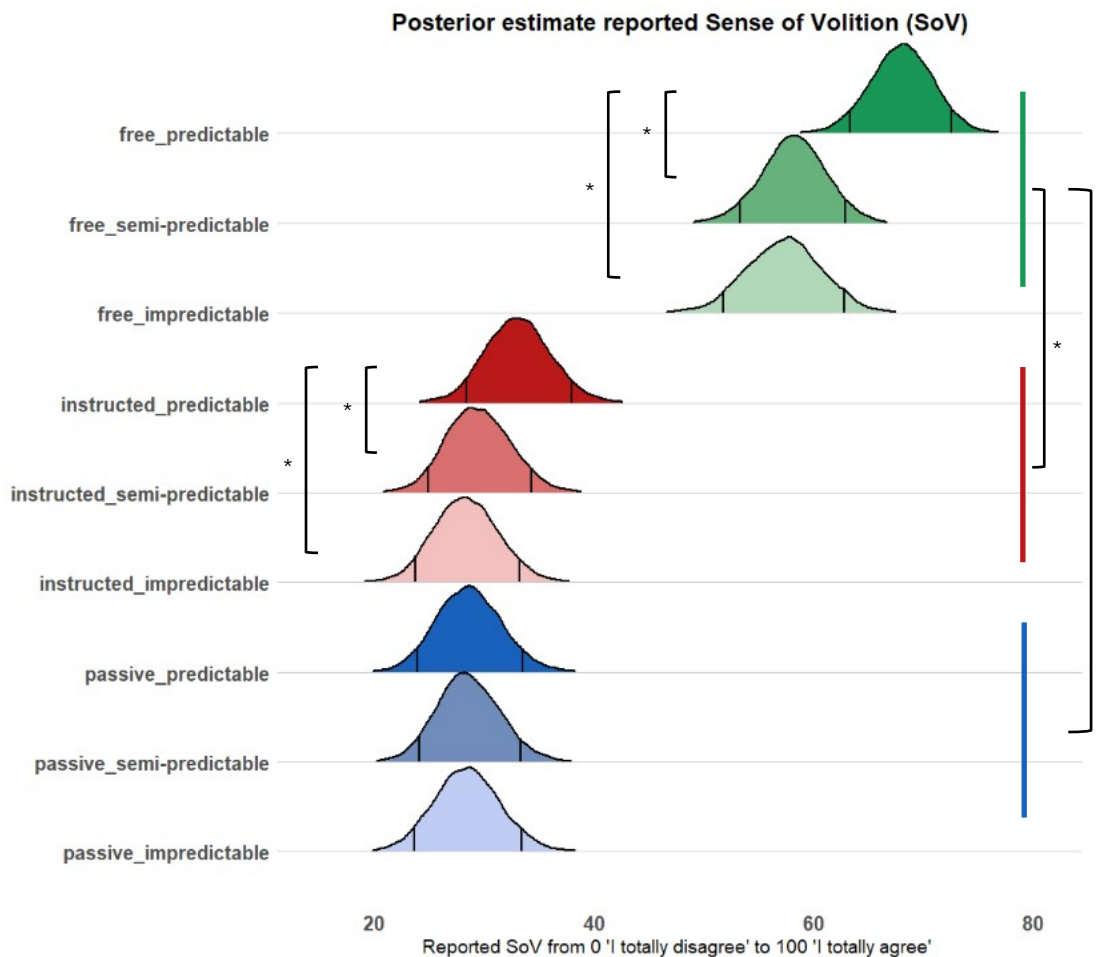 Posterior estimate reported Sense of Volition (SoV)
free_predictable
*
*
free_semi-predictable
free_impredictable
*
instructed_predictable
*
*
instructed_semi-predictable
instructed_impredictable
passive_predictable
passive_semi-predictable
passive_impredictable
20 40 60 80
Reported SoV from 0 'I totally disagree' to 100 'I totally agree'